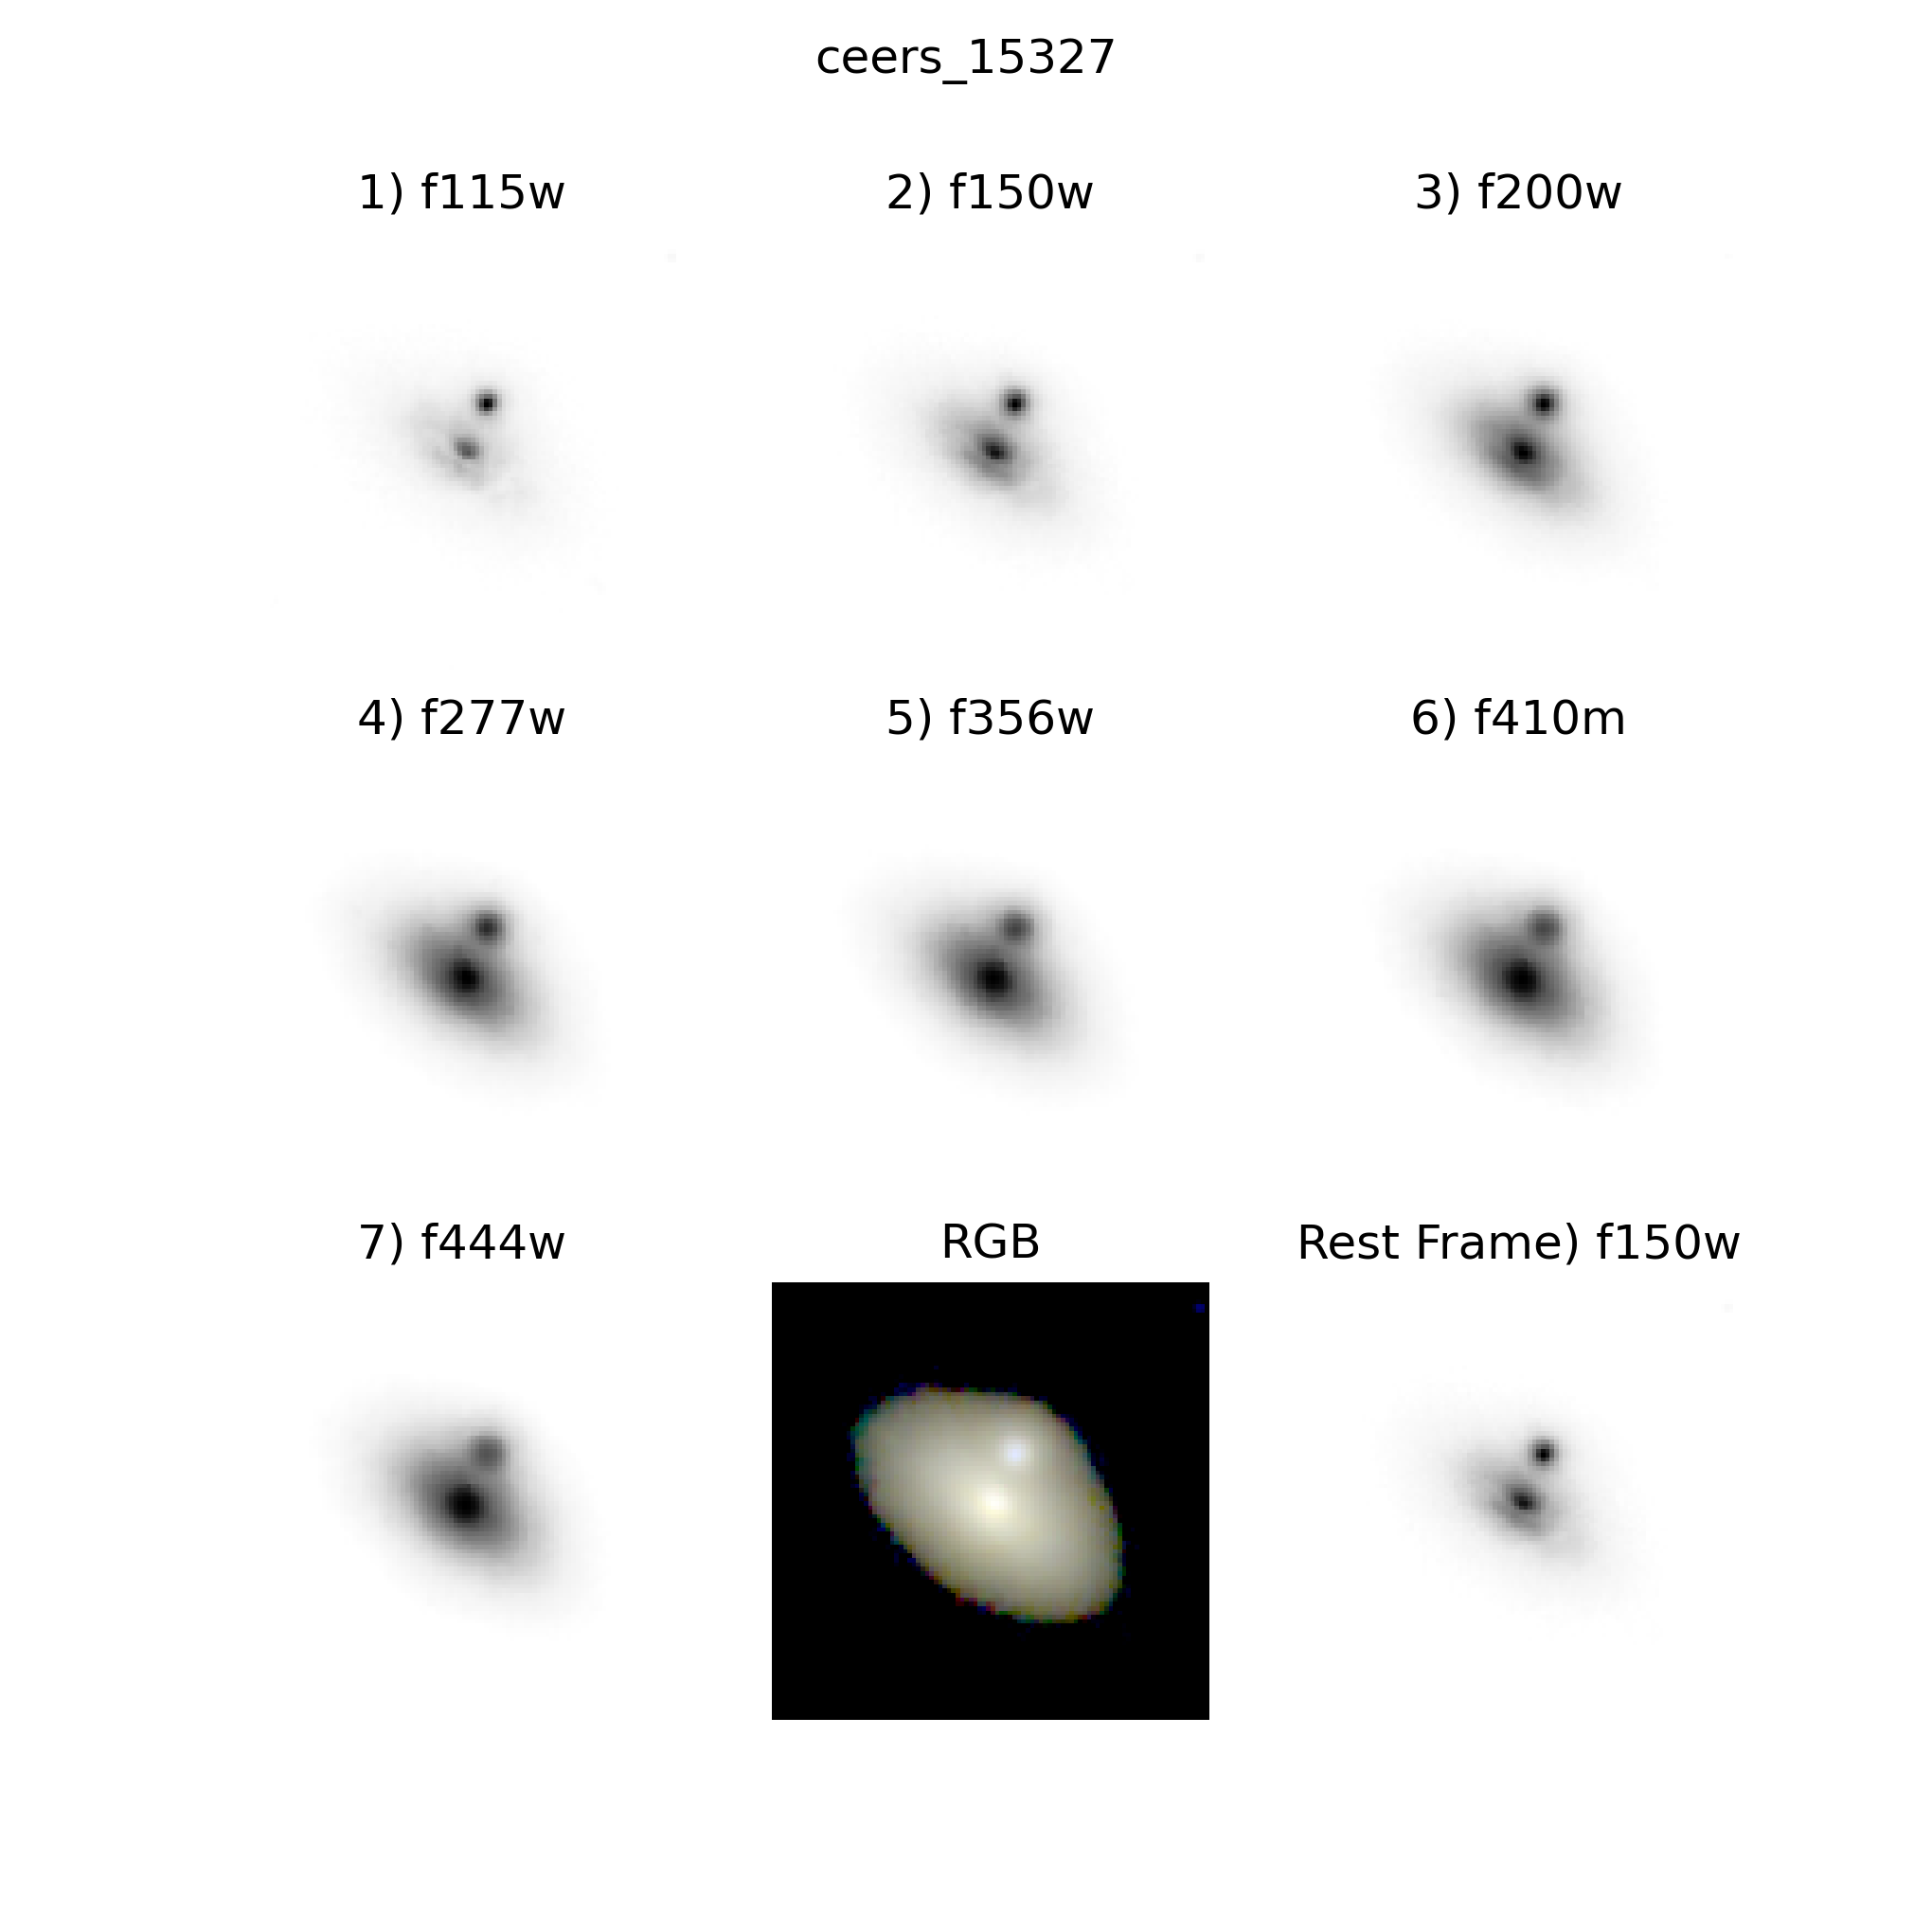 ceers_15327
1) f115w
2) f150w
3) f200w
4) f277w
5) f356w
6) f410m
7) f444w
RGB
Rest Frame) f150w